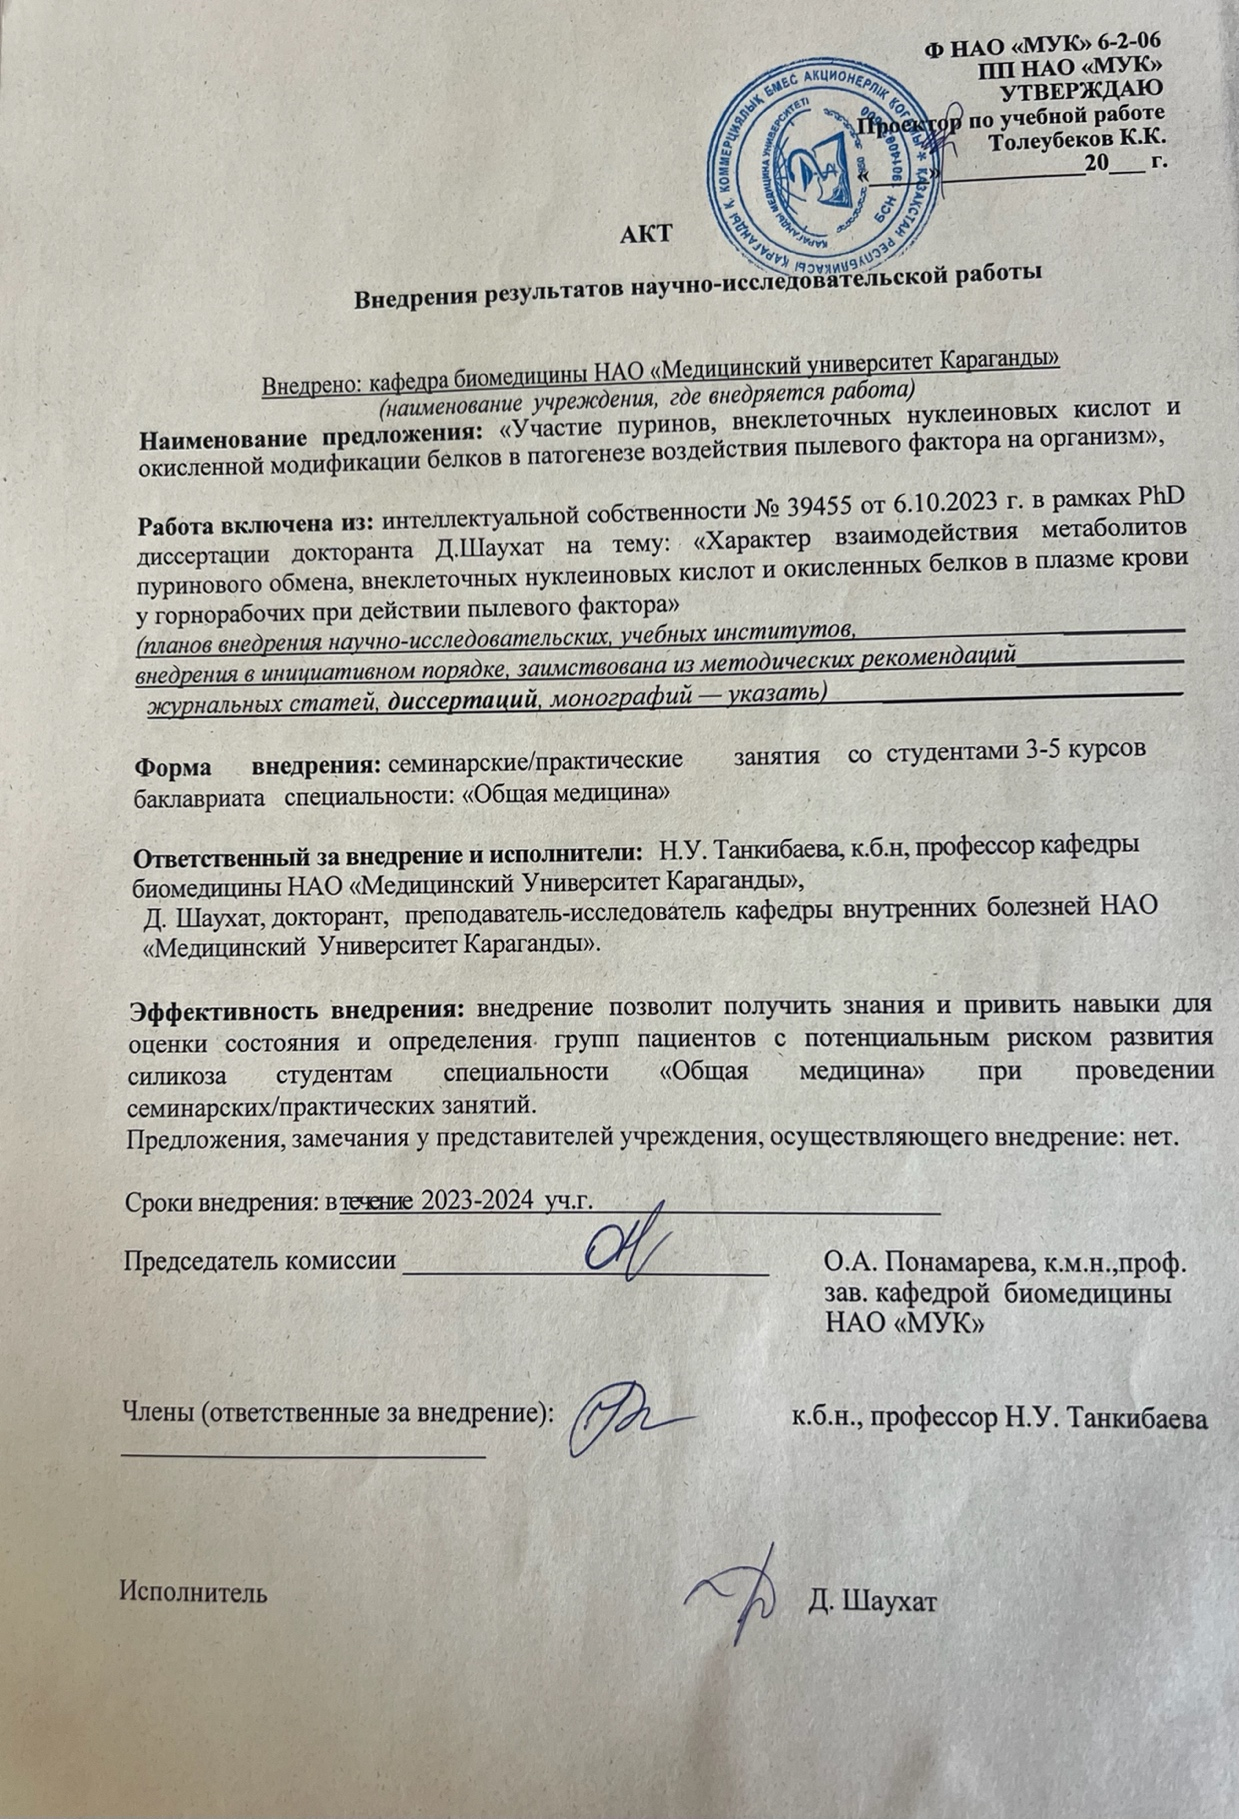 Ф НАО «МУК» 6-2-06
ПП НАО «МУК»
УТВЕРЖДАЮ
Проектор по учебной работе
Толеубеков К.К.
«____»____________20___ г.
АКТ
Внедрения результатов научно-исследовательской работы
Внедрено: кафедра биомедицины НАО «Медицинский университет Караганды»
(наименование учреждения, где внедряется работа)
Наименование предложения: «Участие пуринов, внеклеточных нуклеиновых кислот и
окисленной модификации белков в патогенезе воздействия пылевого фактора на организм»,
Работа включена из: интеллектуальной собственности № 39455 от 6.10.2023 г. в рамках PhD
диссертации докторанта Д.Шаухат на тему: «Характер взаимодействия метаболитов
пуринового обмена, внеклеточных нуклеиновых кислот и окисленных белков в плазме крови
у горнорабочих при действии пылевого фактора»
(планов внедрения научно-исследовательских, учебных институтов,
внедрения в инициативном порядке, заимствована из методических рекомендаций
журнальных статей, диссертаций, монографий — указать)
Форма внедрения: семинарские/практические занятия со студентами 3-5 курсов
баклавриата специальности: «Общая медицина»
Ответственный за внедрение и исполнители: Н.У. Танкибаева, к.б.н, профессор кафедры
биомедицины НАО «Медицинский Университет Караганды»,
Д. Шаухат, докторант, преподаватель-исследователь кафедры внутренних болезней НАО
«Медицинский Университет Караганды».
Эффективность внедрения: внедрение позволит получить знания и привить навыки для
оценки состояния и определения групп пациентов с потенциальным риском развития
силикоза студентам специальности «Общая медицина» при проведении
семинарских/практических занятий.
Предложения, замечания у представителей учреждения, осуществляющего внедрение: нет.
Сроки внедрения: в течение 2023-2024 уч.г.
Председатель комиссии
О.А. Понамарева, к.м.н.,проф.
зав. кафедрой биомедицины
НАО «МУК»
Члены (ответственные за внедрение): к.б.н., профессор Н.У. Танкибаева
Исполнитель Д. Шаухат